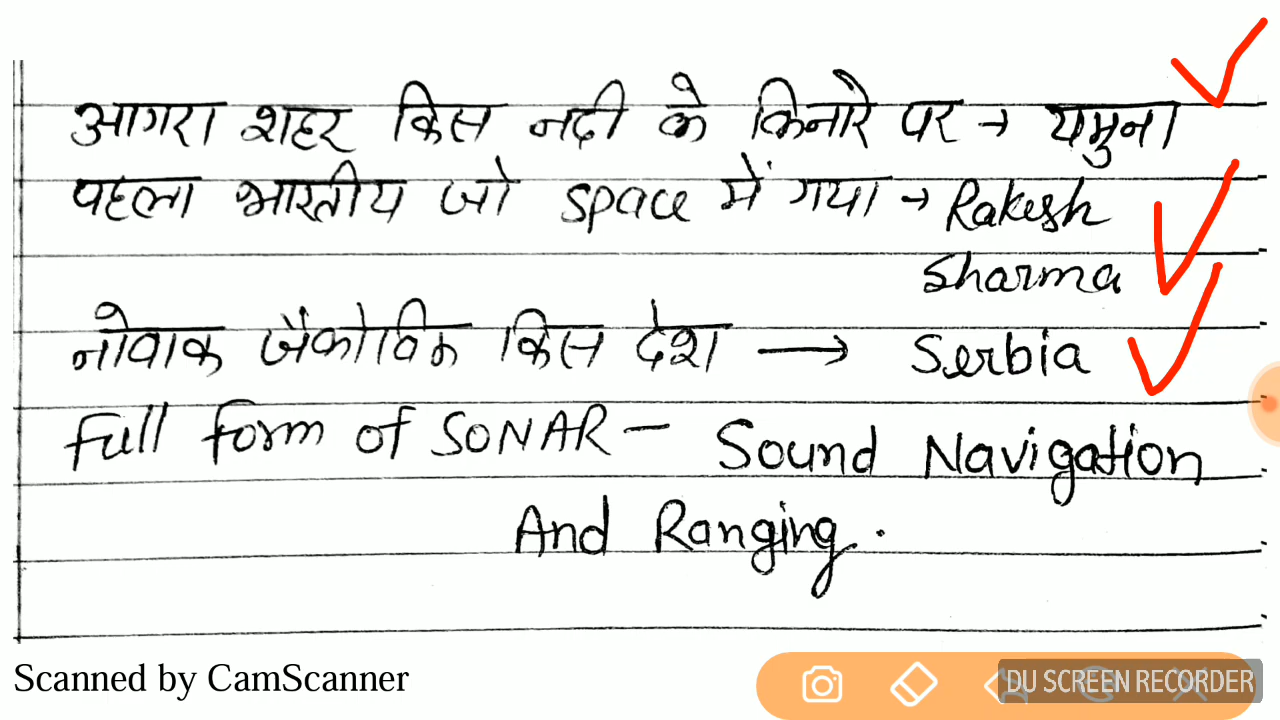 आगरा शहर किस नदी के किनारे पर → यमुना
पहला भारतीय जो space में गया → Rakesh
Sharma
नोवाक जैकोविक किस देश → Serbia
Full form of SONAR - Sound Navigation
And Ranging.
Scanned by CamScanner
DU SCREEN RECORDER